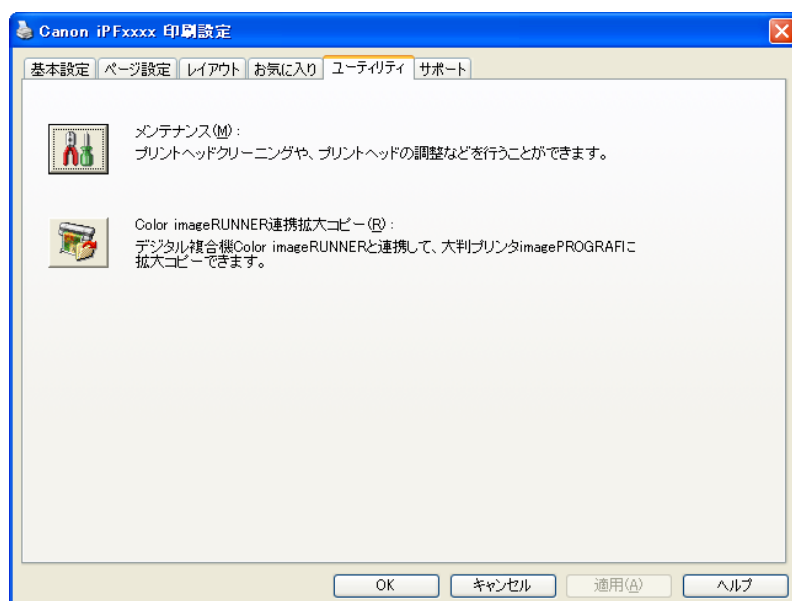 Canon iPFxxxx 印刷設定
基本設定 ページ設定 レイアウト お気に入り ユーティリティ サポート
メンテナンス(M):
プリントヘッドクリーニングや、プリントヘッドの調整などを行うことができます。
Color imageRUNNER連携拡大コピー(R):
デジタル複合機Color imageRUNNERと連携して、大判プリンタimagePROGRAFに
拡大コピーできます。
OK キャンセル 適用(A) ヘルプ